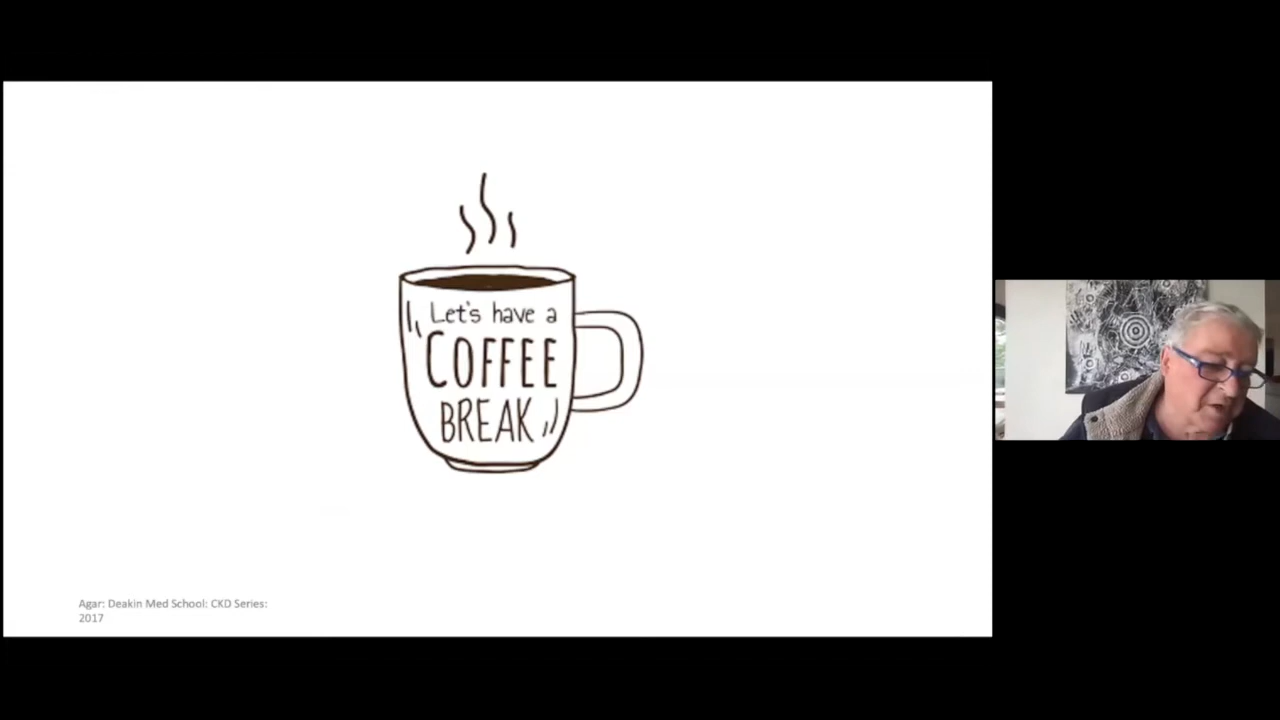 Let's have a
COFFEE
BREAK
Agar: Deakin Med School: CKD Series:
2017